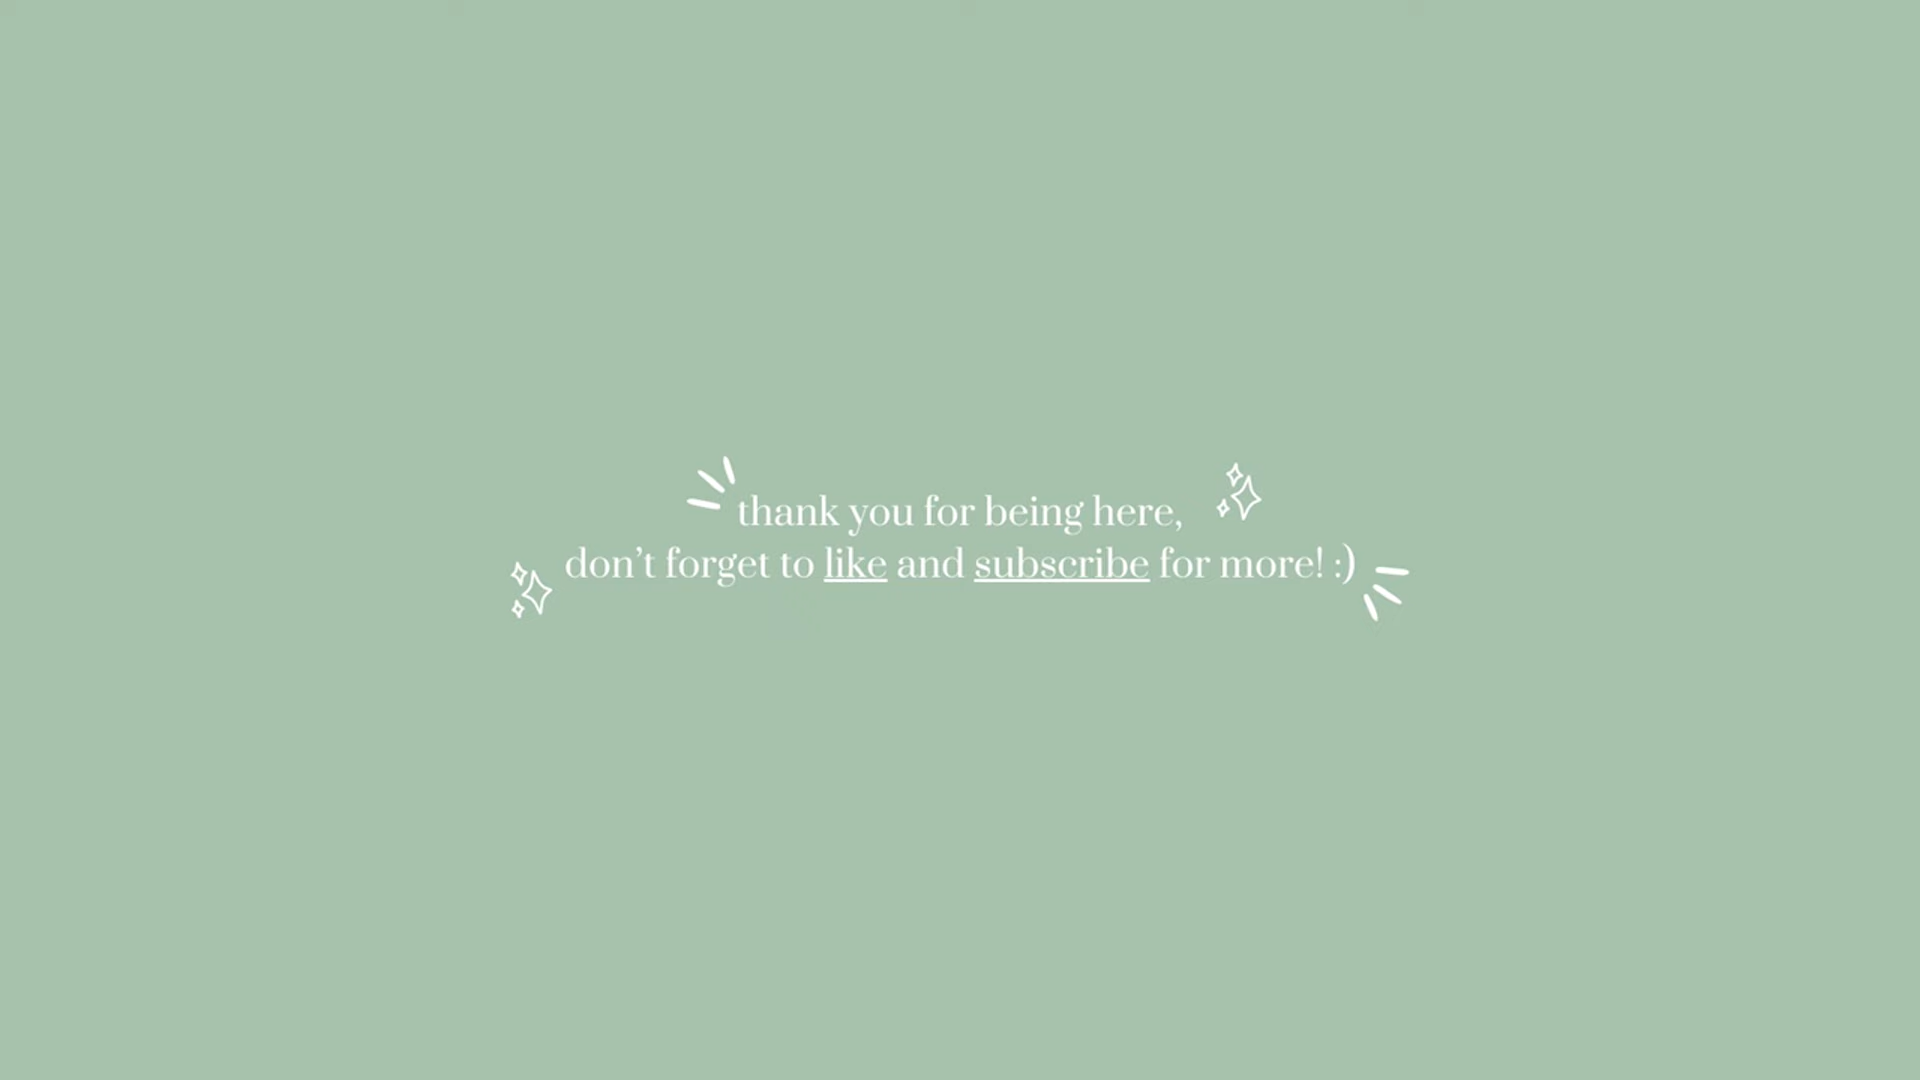 thank you for being here,
don’t forget to like and subscribe for more! :)